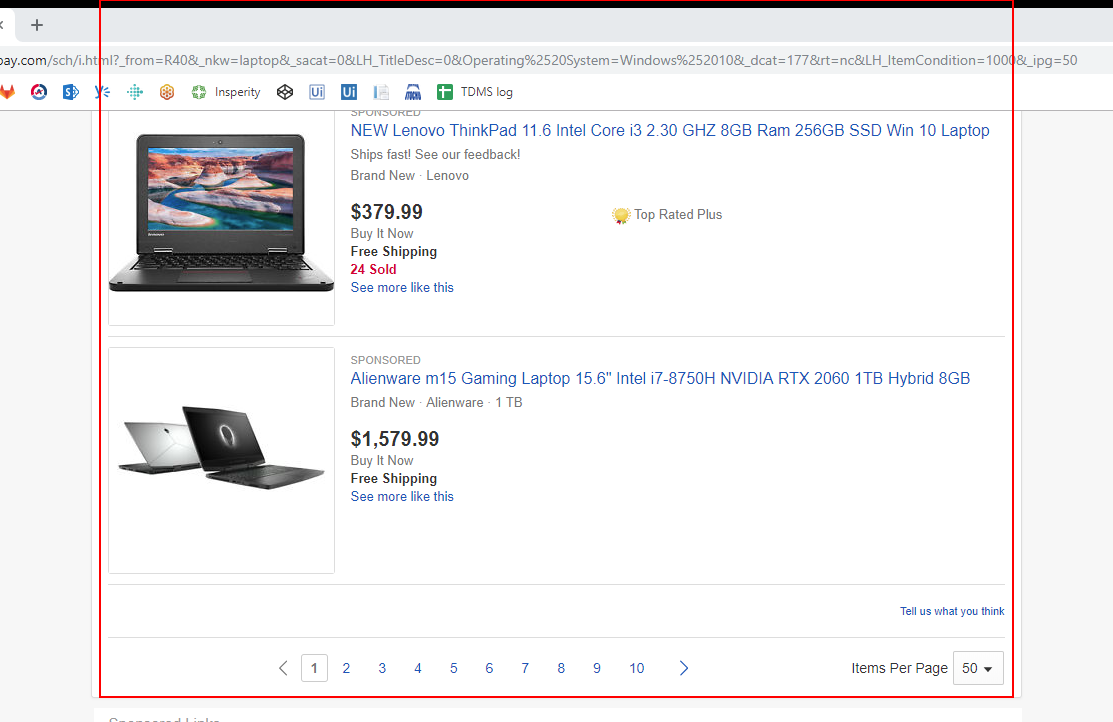 bay.com/sch/i.html?_from=R40&_nkw=laptop&_sacat=0&LH_TitleDesc=0&Operating%2520System=Windows%252010&_dcat=177&rt=nc&LH_ItemCondition=1000&_ipg=50
Insperity Ui Ui TDMS log
SPONSORED
NEW Lenovo ThinkPad 11.6 Intel Core i3 2.30 GHZ 8GB Ram 256GB SSD Win 10 Laptop
Ships fast! See our feedback!
Brand New · Lenovo
$379.99
Top Rated Plus
Buy It Now
Free Shipping
24 Sold
See more like this
SPONSORED
Alienware m15 Gaming Laptop 15.6" Intel i7-8750H NVIDIA RTX 2060 1TB Hybrid 8GB
Brand New · Alienware · 1 TB
$1,579.99
Buy It Now
Free Shipping
See more like this
Tell us what you think
1 2 3 4 5 6 7 8 9 10
Items Per Page 50
Sponsored Links